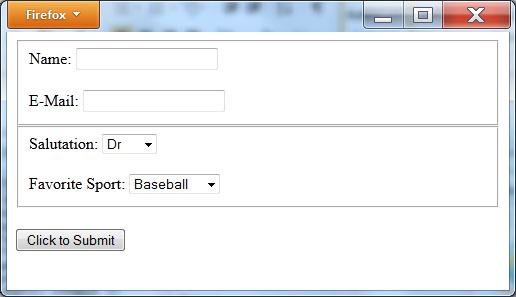 Firefox
Name:
E-Mail:
Salutation: Dr
Favorite Sport: Baseball
Click to Submit